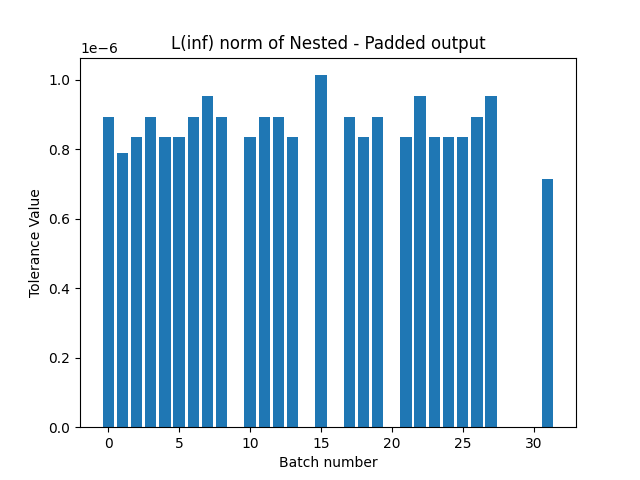 L(inf) norm of Nested - Padded output
1e−6
1.0
0.8
0.6
0.4
0.2
0.0
Tolerance Value
0 5 10 15 20 25 30
Batch number